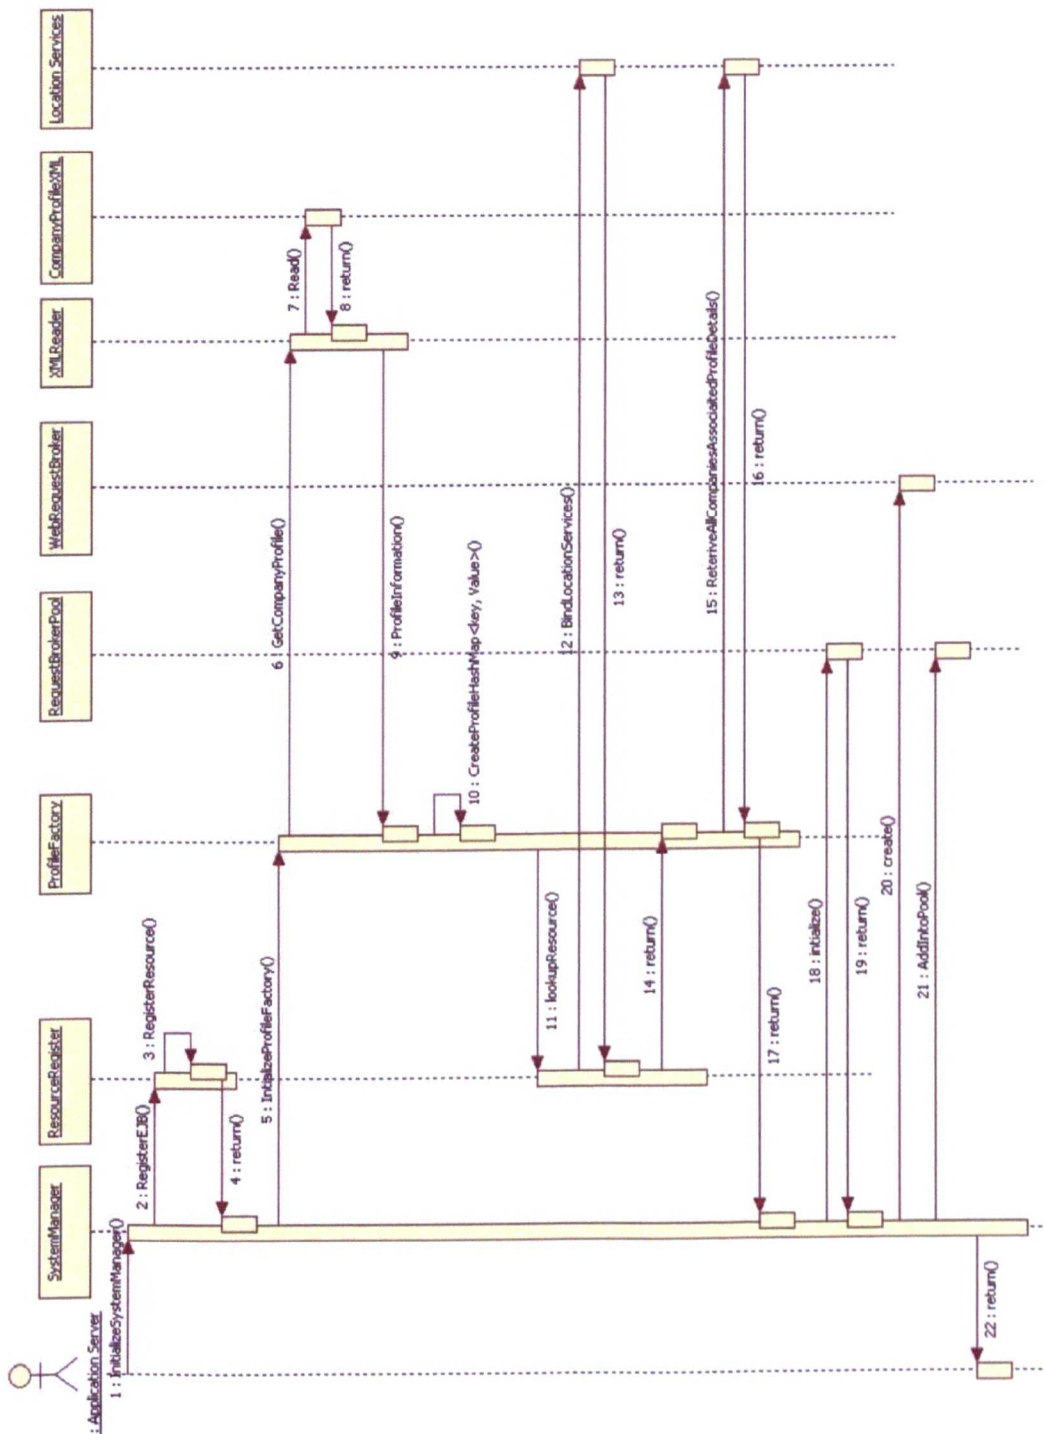 : Application Server
SystemManager
ResourceRegister
ProfileFactory
RequestBrokerPool
WebRequestBroker
XMLReader
CompanyProfileXML
Location Services
1 : InitializeSystemManager()
2 : RegisterEJB()
3 : RegisterResource()
4 : return()
5 : IntializeProfileFactory()
6 : GetCompanyProfile()
7 : Read()
8 : return()
9 : ProfileInformation()
10 : CreateProfileHashMap<key, Value>()
11 : lookupResource()
12 : BindLocationServices()
13 : return()
14 : return()
15 : ReteriveAllCompaniesAssociatedProfileDetails()
16 : return()
17 : return()
18 : intialize()
19 : return()
20 : create()
21 : AddIntoPool()
22 : return()